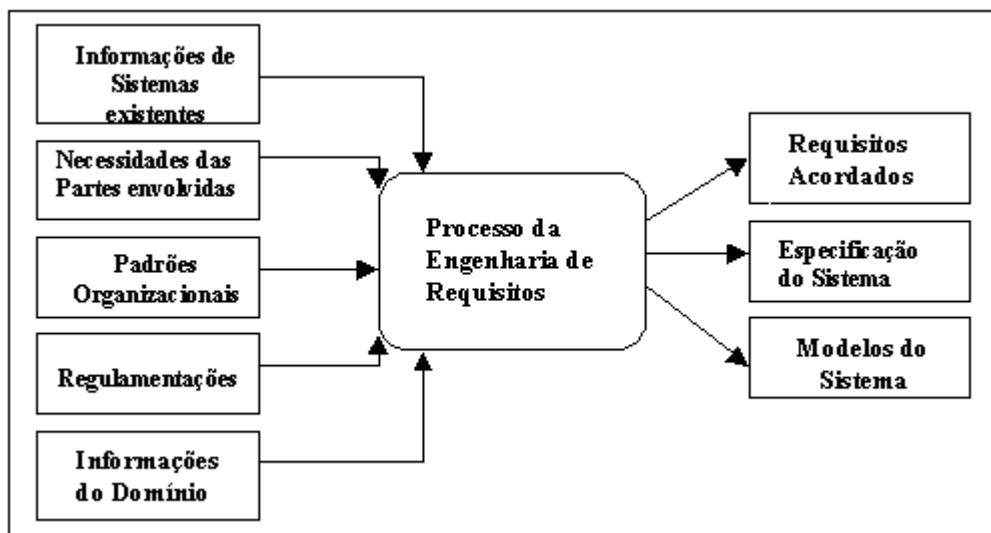 Informações de
Sistemas
existentes
Necessidades das
Partes envolvidas
Padrões
Organizacionais
Regulamentações
Informações
do Domínio
Processo da
Engenharia de
Requisitos
Requisitos
Acordados
Especificação
do Sistema
Modelos do
Sistema